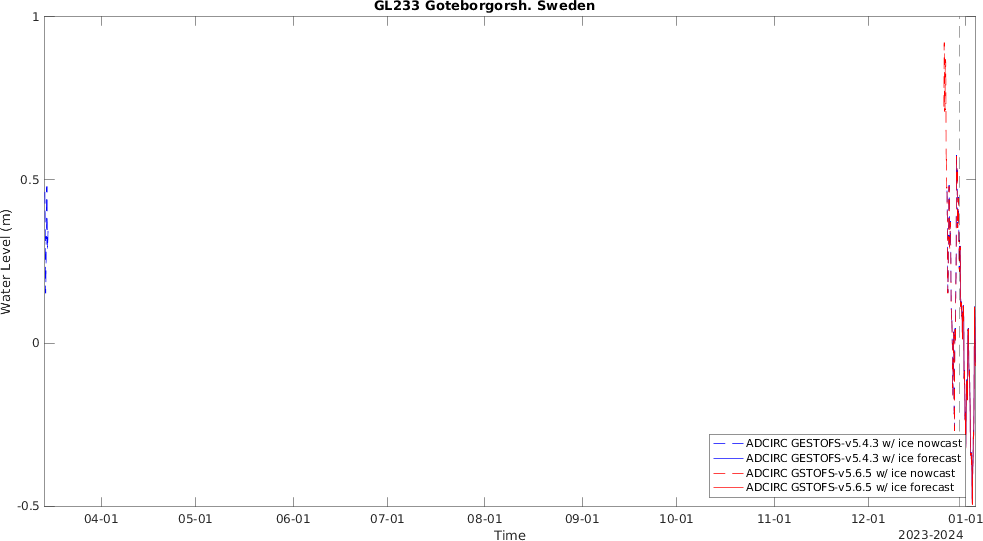 GL233 Goteborgorsh. Sweden
1
0.5
0
-0.5
Water Level (m)
04-01 05-01 06-01 07-01 08-01 09-01 10-01 11-01 12-01 01-01
Time
2023-2024
ADCIRC GESTOFS-v5.4.3 w/ ice nowcast
ADCIRC GESTOFS-v5.4.3 w/ ice forecast
ADCIRC GSTOFS-v5.6.5 w/ ice nowcast
ADCIRC GSTOFS-v5.6.5 w/ ice forecast